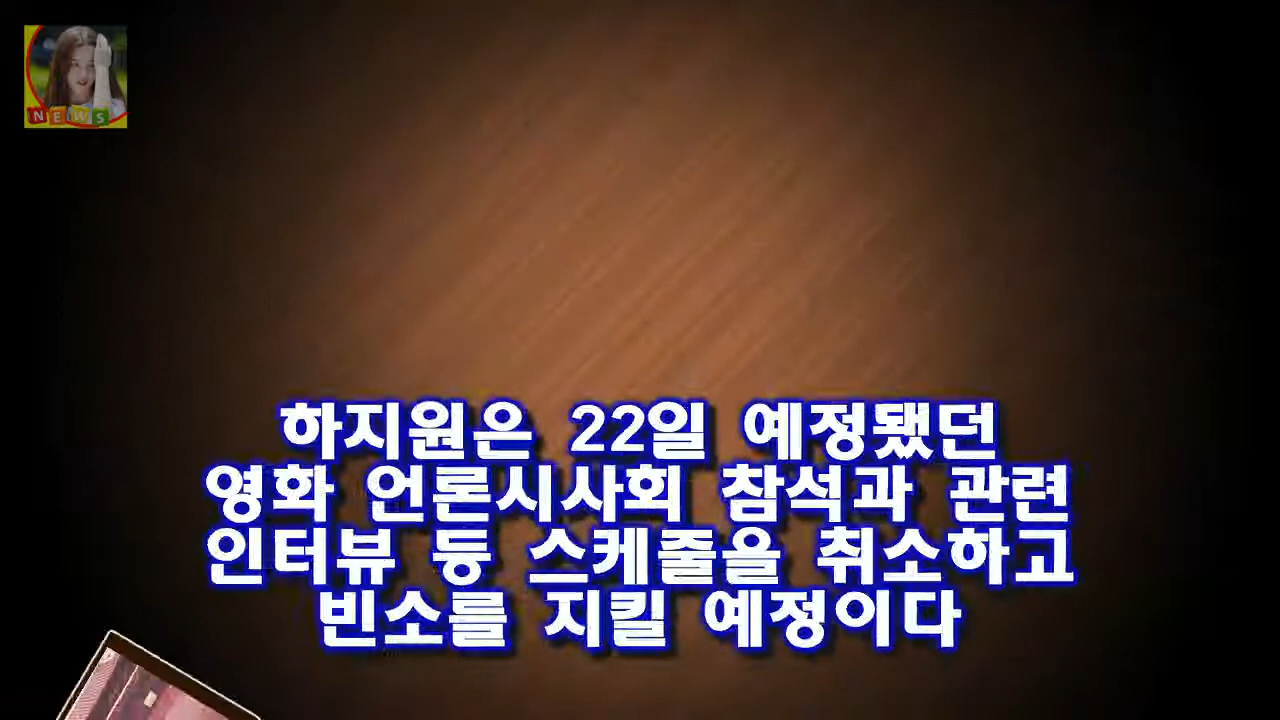 NEWS
하지원은 22일 예정됐던
영화 언론시사회 참석과 관련
인터뷰 등 스케줄을 취소하고
빈소를 지킬 예정이다